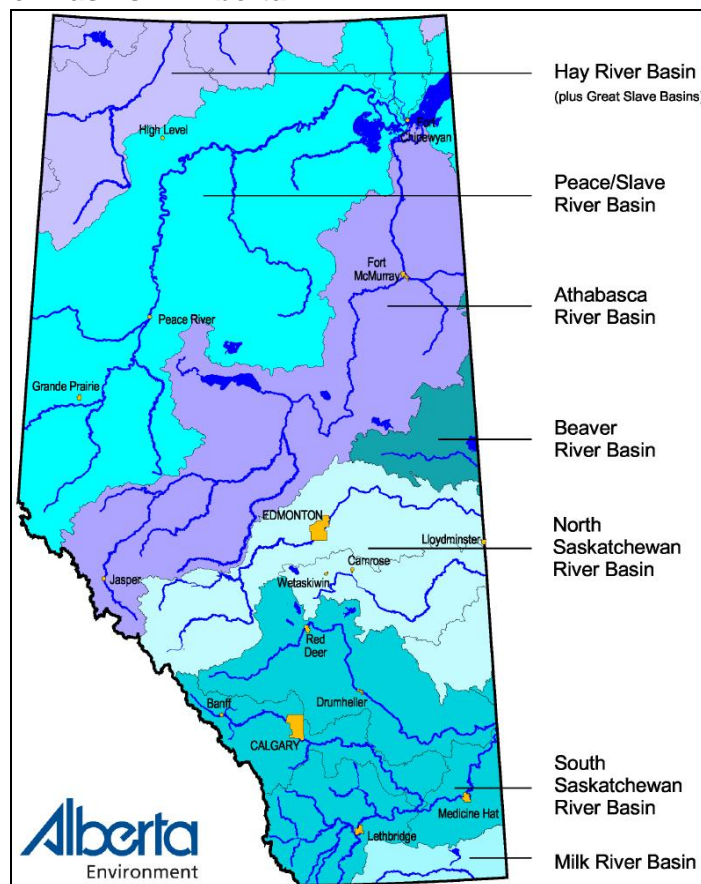 Hay River Basin
(plus Great Slave Basins)
High Level
Fort
Chipewyan
Peace/Slave
River Basin
Fort
McMurray
Athabasca
River Basin
Peace River
Grande Prairie
Beaver
River Basin
EDMONTON
North
Saskatchewan
River Basin
Lloydminster
Camrose
Wetaskiwin
Jasper
Red
Deer
Banff
Drumheller
CALGARY
South
Saskatchewan
River Basin
Medicine Hat
Lethbridge
Milk River Basin
Alberta
Environment